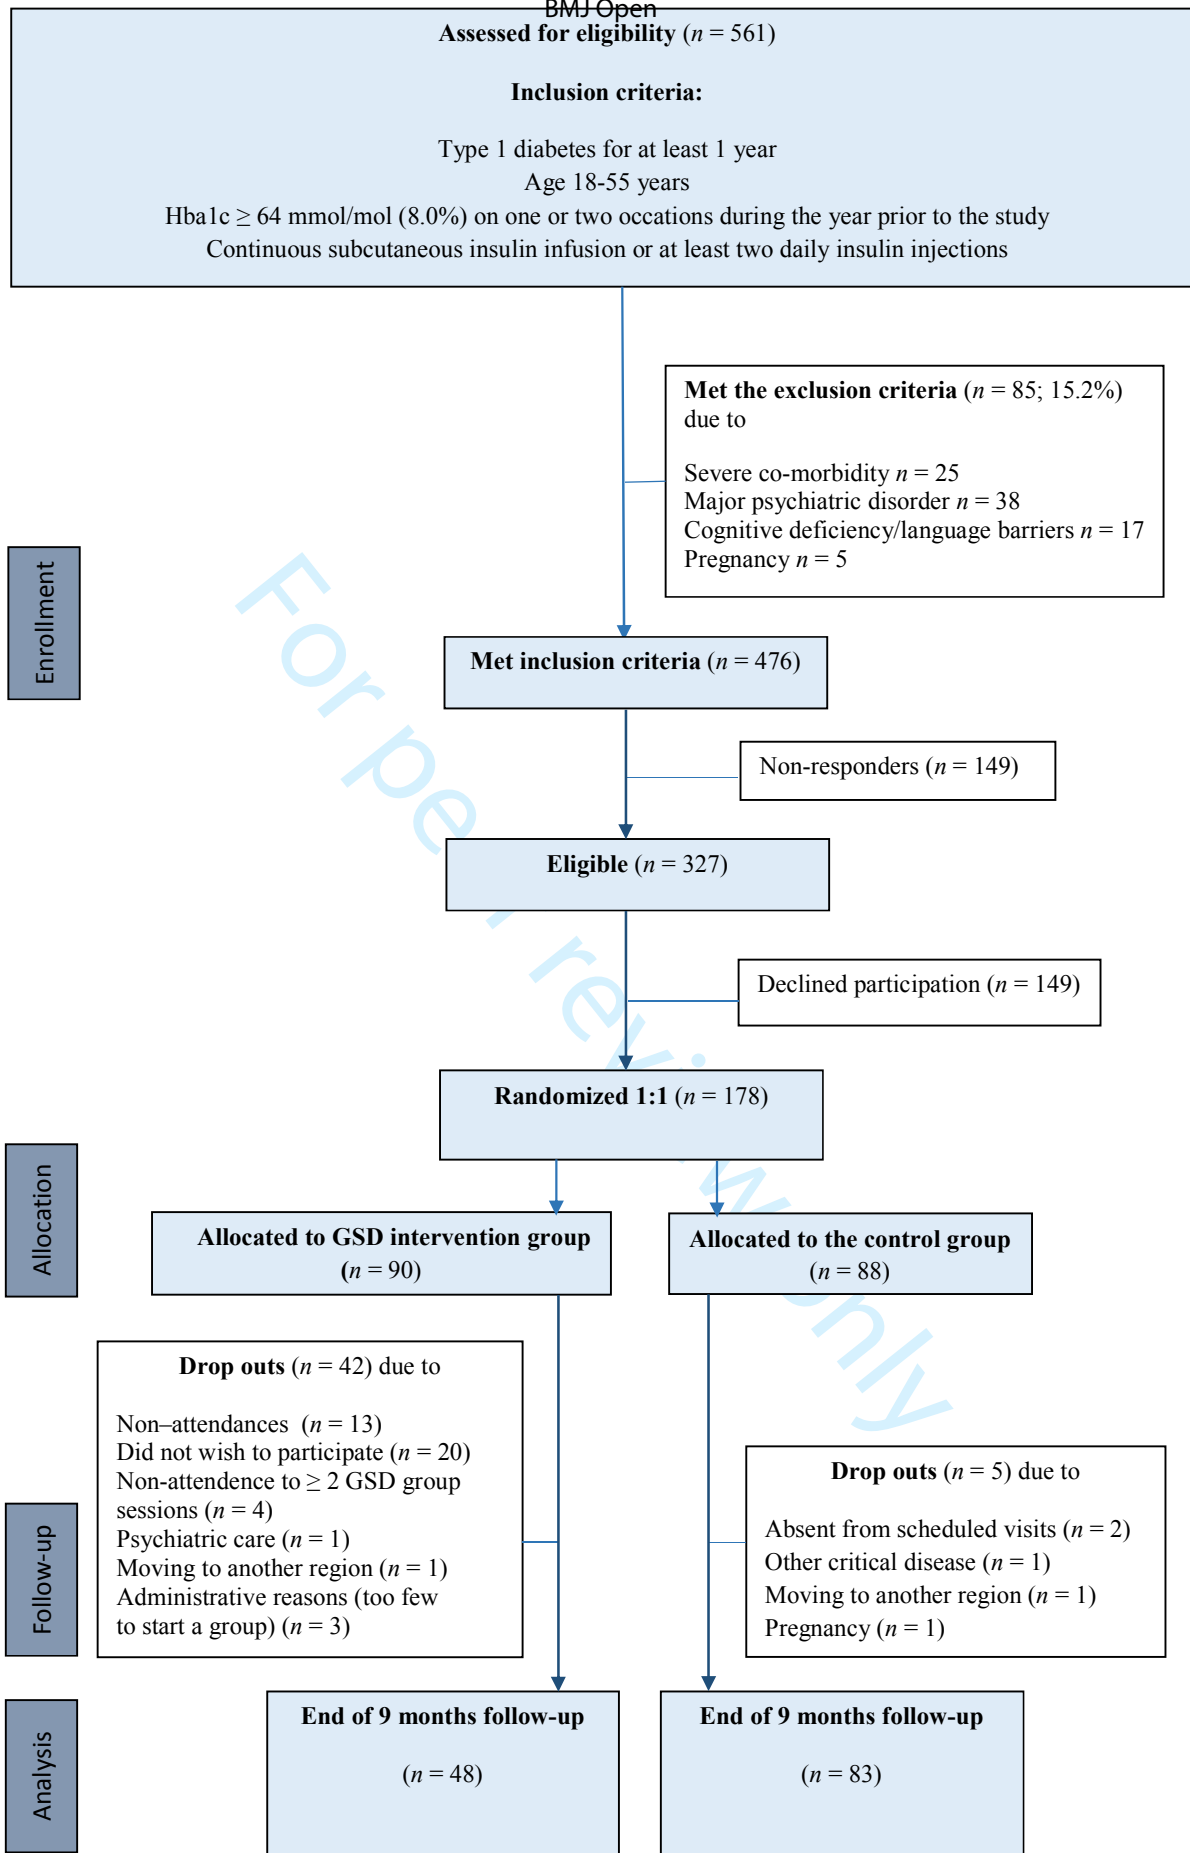 BMJ Open
Assessed for eligibility (n = 561)
Inclusion criteria:
Type 1 diabetes for at least 1 year
Age 18-55 years
Hba1c ≥ 64 mmol/mol (8.0%) on one or two occations during the year prior to the study
Continuous subcutaneous insulin infusion or at least two daily insulin injections
Met the exclusion criteria (n = 85; 15.2%)
due to
Severe co-morbidity n = 25
Major psychiatric disorder n = 38
Cognitive deficiency/language barriers n = 17
Pregnancy n = 5
Enrollment
Met inclusion criteria (n = 476)
Non-responders (n = 149)
Eligible (n = 327)
Declined participation (n = 149)
Randomized 1:1 (n = 178)
Allocation
Allocated to GSD intervention group
(n = 90)
Allocated to the control group
(n = 88)
Drop outs (n = 42) due to
Non–attendances (n = 13)
Did not wish to participate (n = 20)
Non-attendence to ≥ 2 GSD group
sessions (n = 4)
Psychiatric care (n = 1)
Moving to another region (n = 1)
Administrative reasons (too few
to start a group) (n = 3)
Drop outs (n = 5) due to
Absent from scheduled visits (n = 2)
Other critical disease (n = 1)
Moving to another region (n = 1)
Pregnancy (n = 1)
Follow-up
Analysis
End of 9 months follow-up
(n = 48)
End of 9 months follow-up
(n = 83)
For peer review only